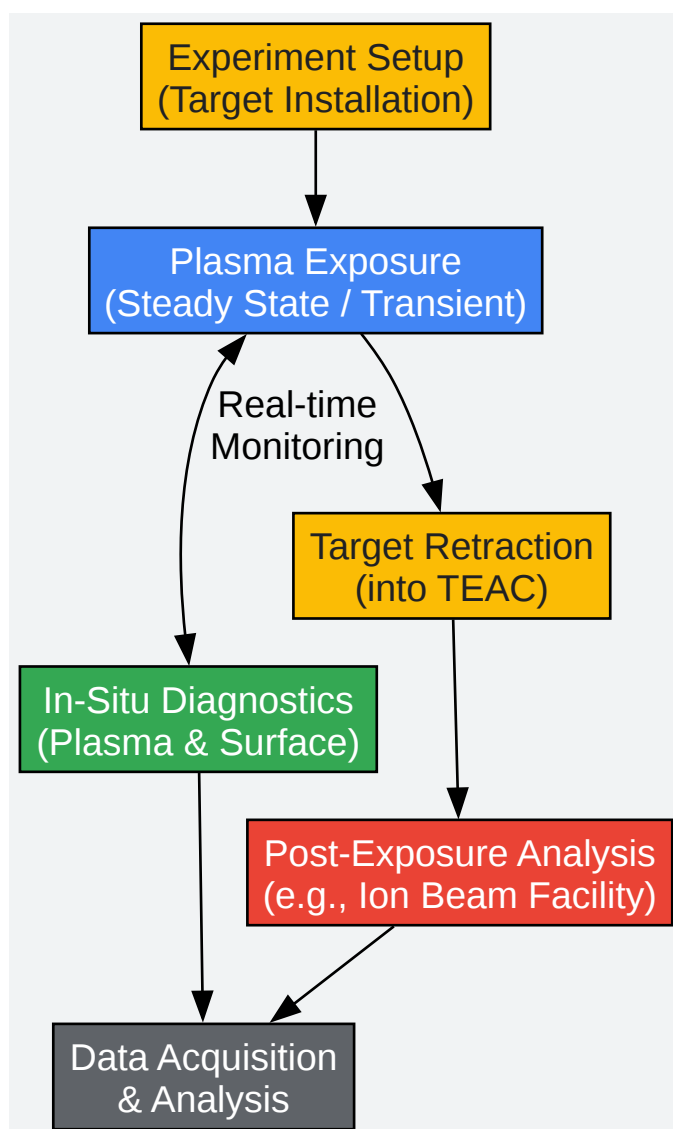 Experiment Setup
(Target Installation)
Plasma Exposure
(Steady State / Transient)
Real-time
Monitoring
Target Retraction
(into TEAC)
In-Situ Diagnostics
(Plasma & Surface)
Post-Exposure Analysis
(e.g., Ion Beam Facility)
Data Acquisition
& Analysis